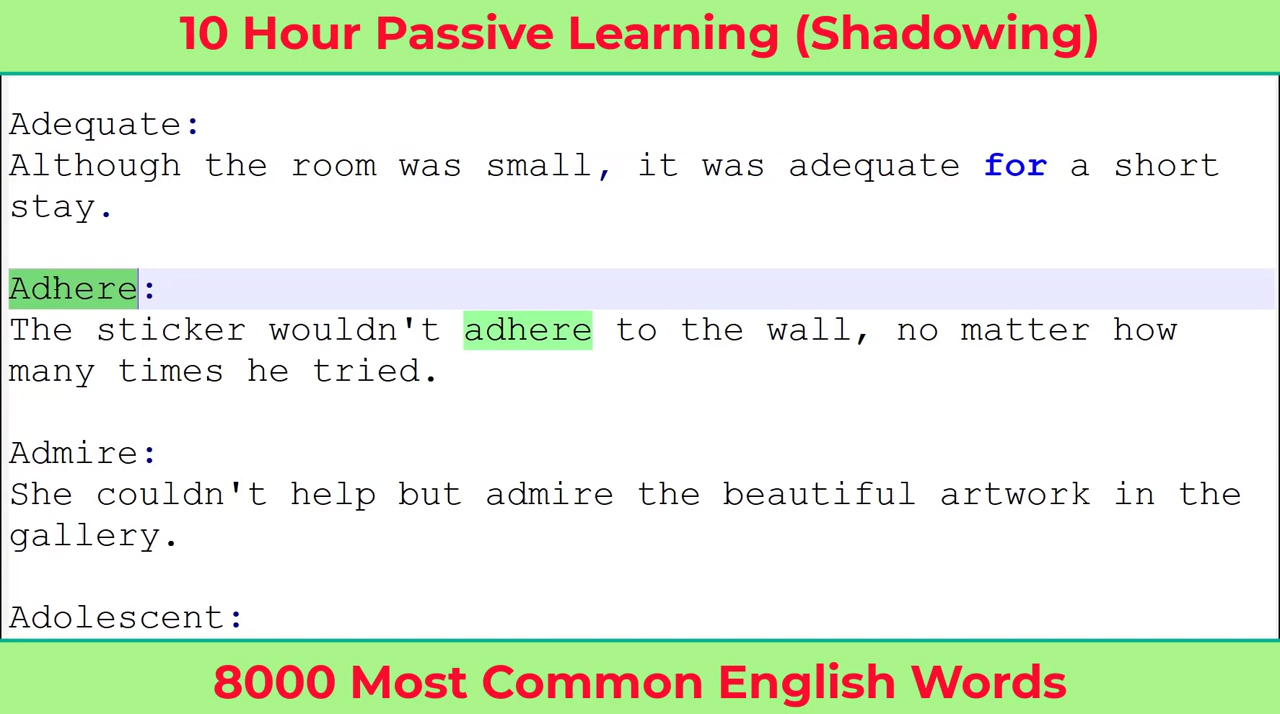 10 Hour Passive Learning (Shadowing)
Adequate:
Although the room was small, it was adequate for a short
stay.
Adhere:
The sticker wouldn't adhere to the wall, no matter how
many times he tried.
Admire:
She couldn't help but admire the beautiful artwork in the
gallery.
Adolescent:
8000 Most Common English Words